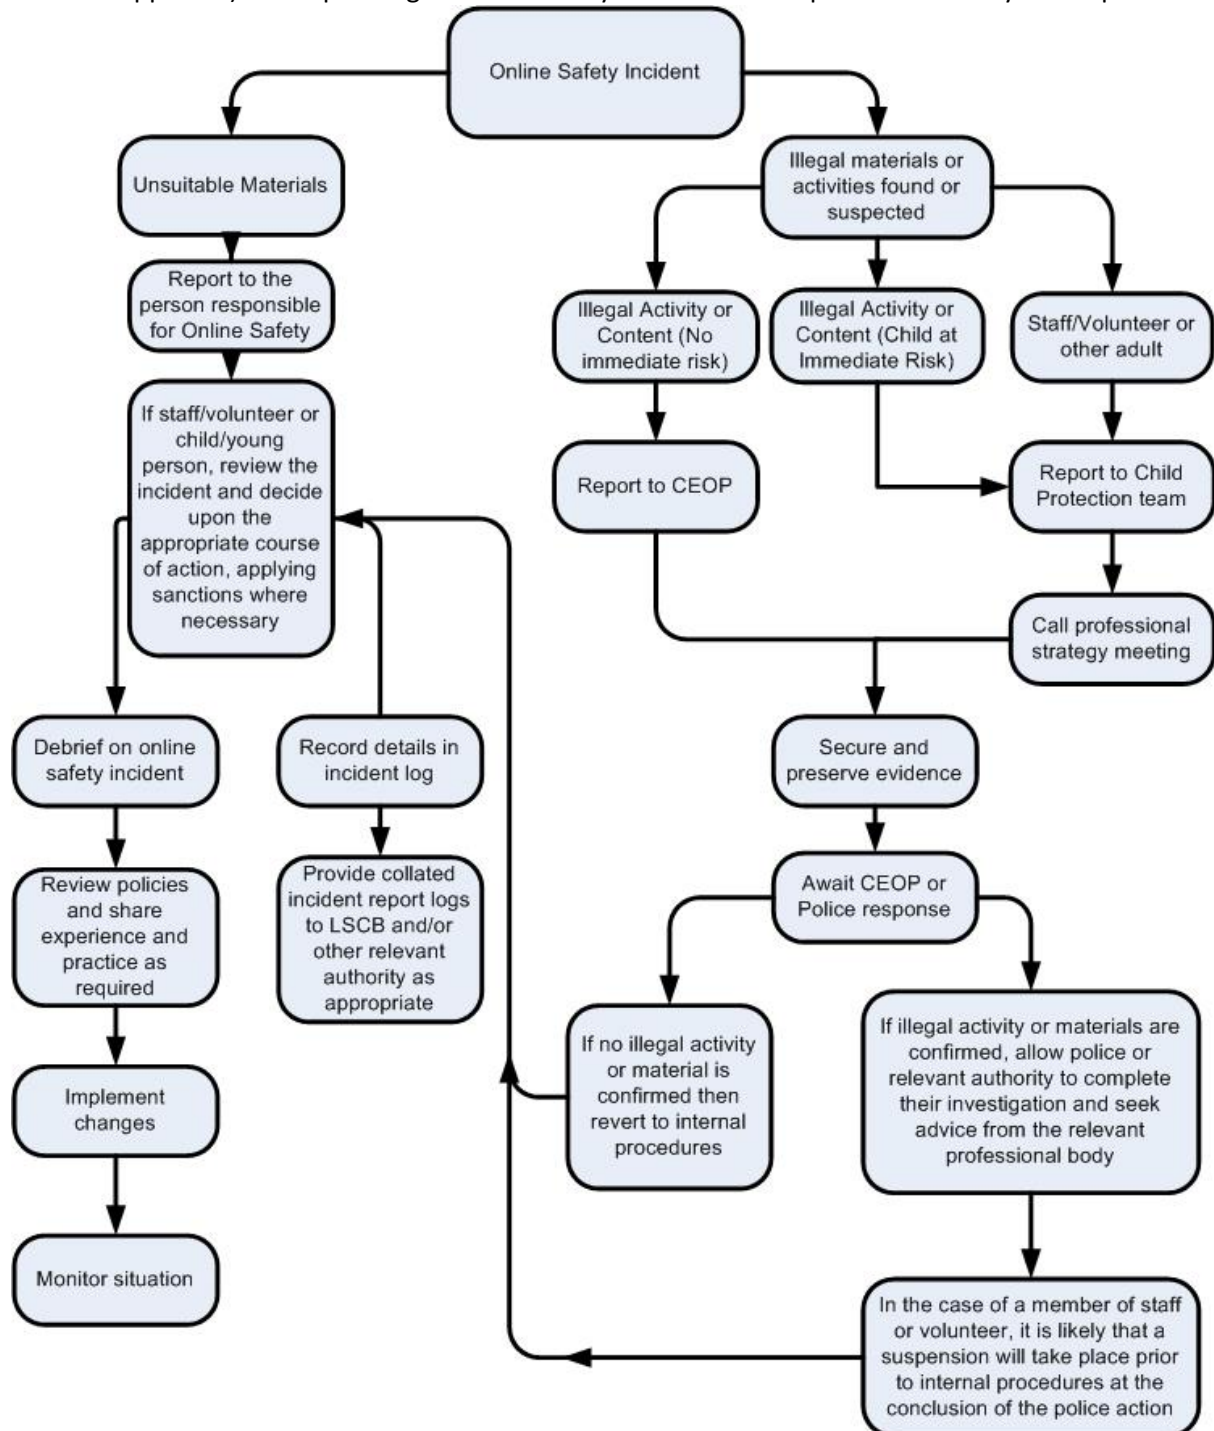 Online Safety Incident
Unsuitable Materials
Report to the
person responsible
for Online Safety
If staff/volunteer or
child/young
person, review the
incident and decide
upon the
appropriate course
of action, applying
sanctions where
necessary
Debrief on online
safety incident
Review policies
and share
experience and
practice as
required
Implement
changes
Monitor situation
Record details in
incident log
Provide collated
incident report logs
to LSCB and/or
other relevant
authority as
appropriate
Illegal materials or
activities found or
suspected
Illegal Activity or
Content (No
immediate risk)
Illegal Activity or
Content (Child at
Immediate Risk)
Staff/Volunteer or
other adult
Report to CEOP
Report to Child
Protection team
Call professional
strategy meeting
Secure and
preserve evidence
Await CEOP or
Police response
If no illegal activity
or material is
confirmed then
revert to internal
procedures
If illegal activity or materials are
confirmed, allow police or
relevant authority to complete
their investigation and seek
advice from the relevant
professional body
In the case of a member of staff
or volunteer, it is likely that a
suspension will take place prior
to internal procedures at the
conclusion of the police action